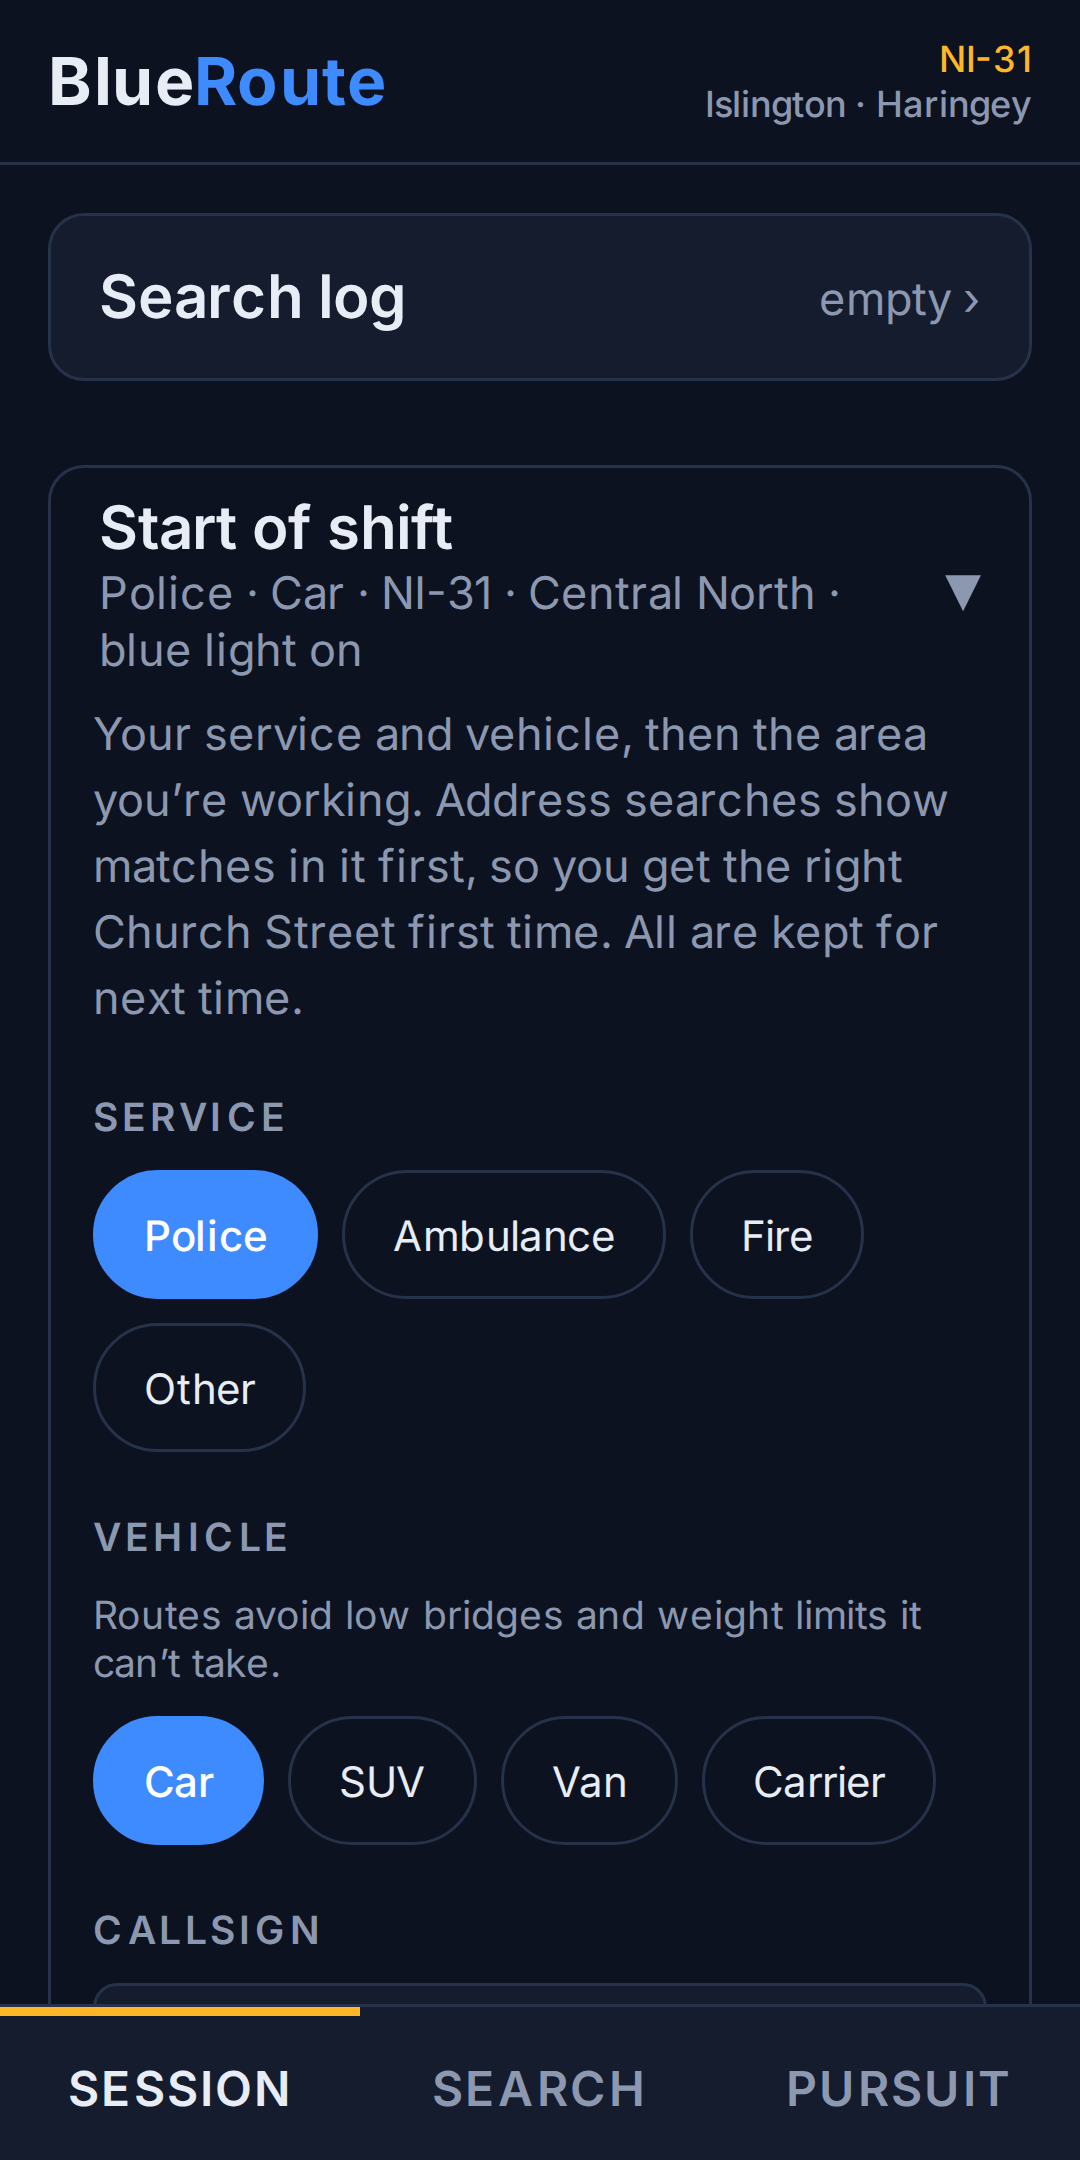 BlueRoute
NI-31
Islington · Haringey
Search log
empty ›
Start of shift
Police · Car · NI-31 · Central North ·
blue light on
▼
Your service and vehicle, then the area
you’re working. Address searches show
matches in it first, so you get the right
Church Street first time. All are kept for
next time.
SERVICE
Police
Ambulance
Fire
Other
VEHICLE
Routes avoid low bridges and weight limits it
can’t take.
Car
SUV
Van
Carrier
CALLSIGN
SESSION
SEARCH
PURSUIT